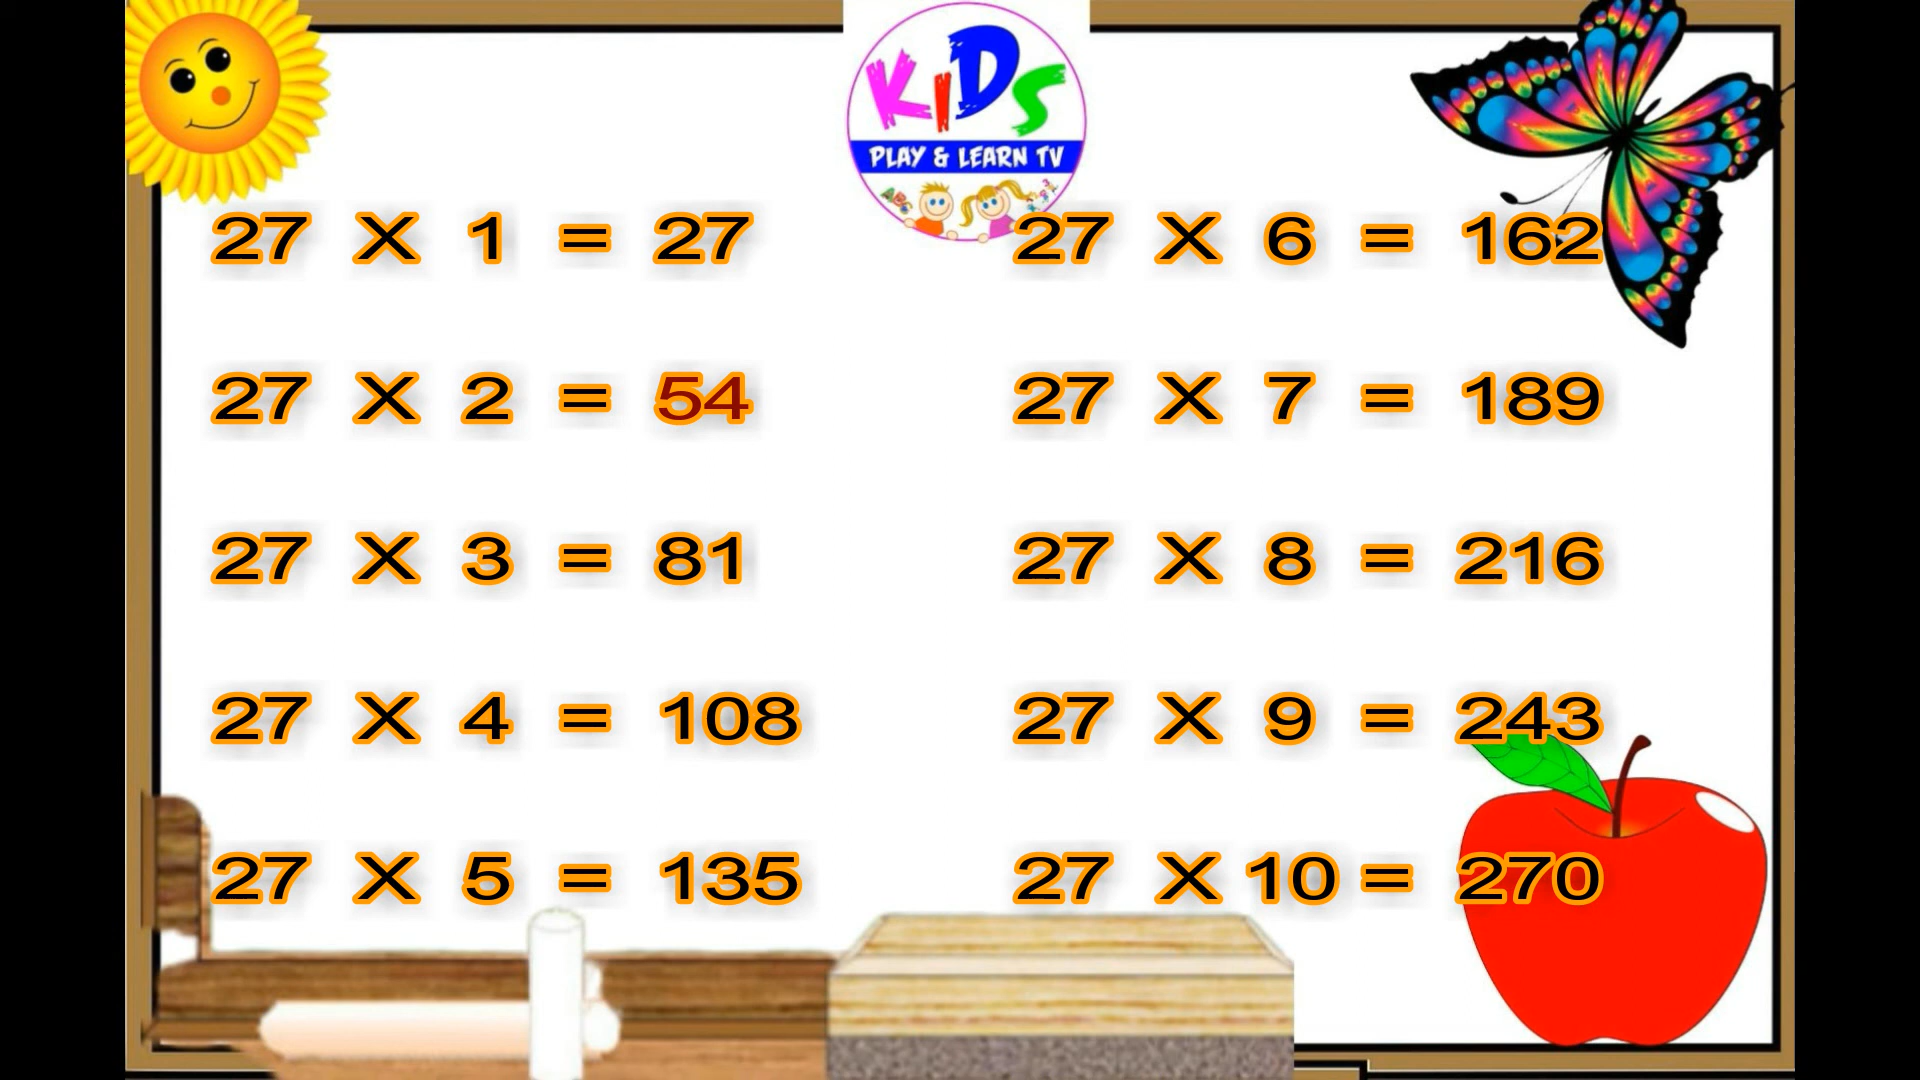 KiDS
PLAY & LEARN TV
27 X 1 = 27
27 X 2 = 54
27 X 3 = 81
27 X 4 = 108
27 X 5 = 135
27 X 6 = 162
27 X 7 = 189
27 X 8 = 216
27 X 9 = 243
27 X 10 = 270